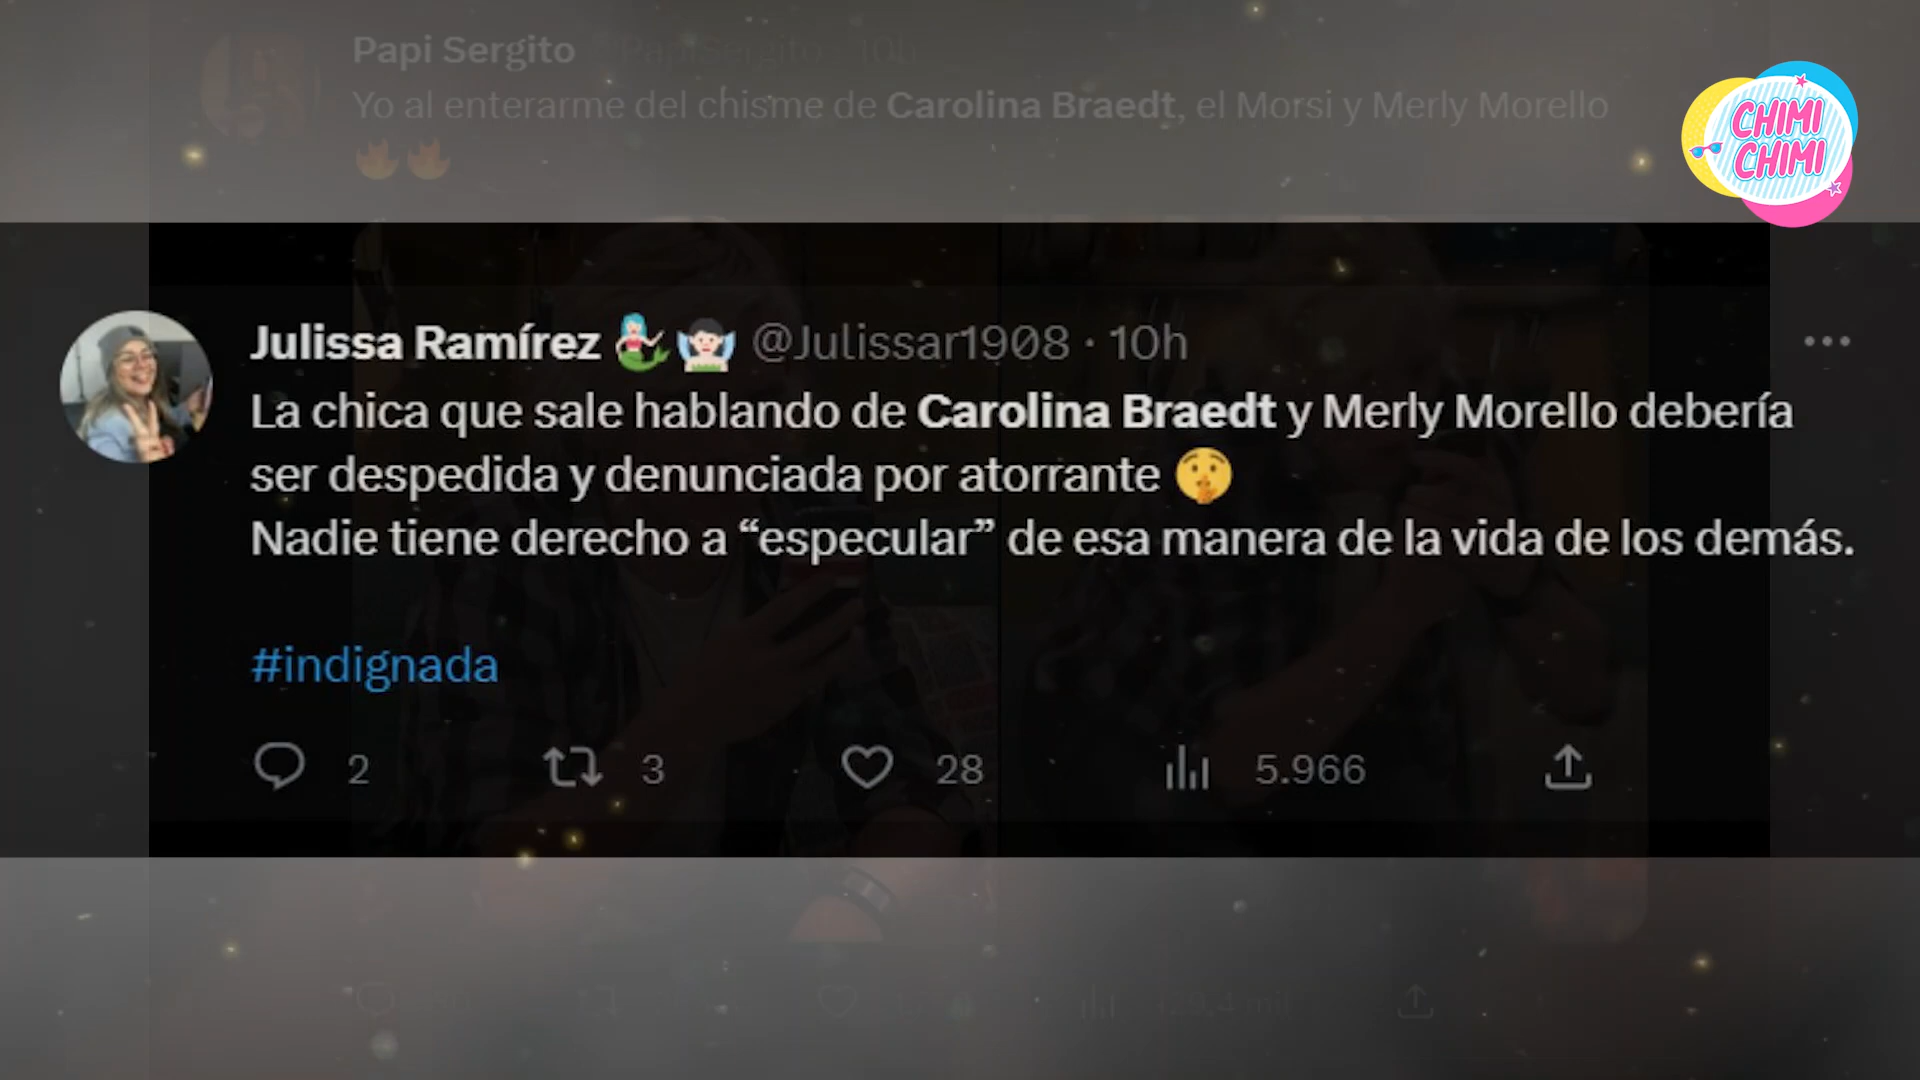 Papi Sergito @PapiSergito · 10h
Yo al enterarme del chisme de Carolina Braedt, el Morsi y Merly Morello
🔥🔥
CHIMI
CHIMI
Julissa Ramírez 🧜🏻‍♀️🧚🏻 @Julissar1908 · 10h
La chica que sale hablando de Carolina Braedt y Merly Morello debería
ser despedida y denunciada por atorrante 🤫
Nadie tiene derecho a “especular” de esa manera de la vida de los demás.
#indignada
2 3 28 5.966